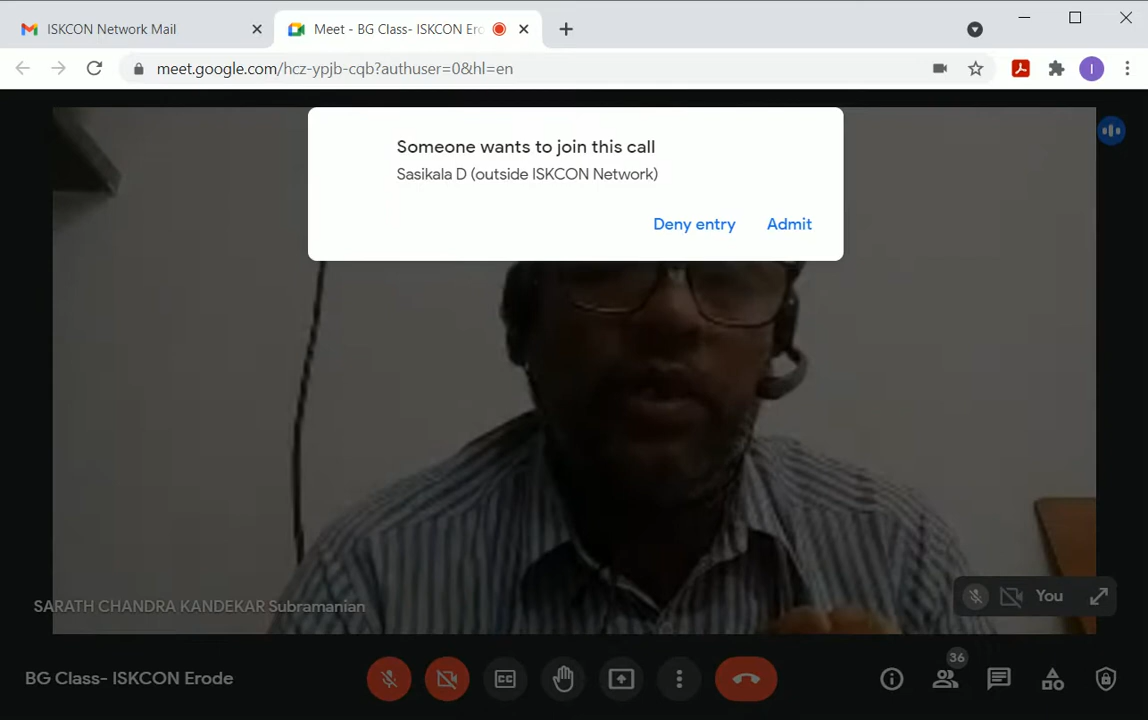 ISKCON Network Mail
Meet - BG Class- ISKCON Ero
meet.google.com/hcz-ypjb-cqb?authuser=0&hl=en
I
Someone wants to join this call
Sasikala D (outside ISKCON Network)
Deny entry
Admit
SARATH CHANDRA KANDEKAR Subramanian
You
BG Class- ISKCON Erode
CC
36